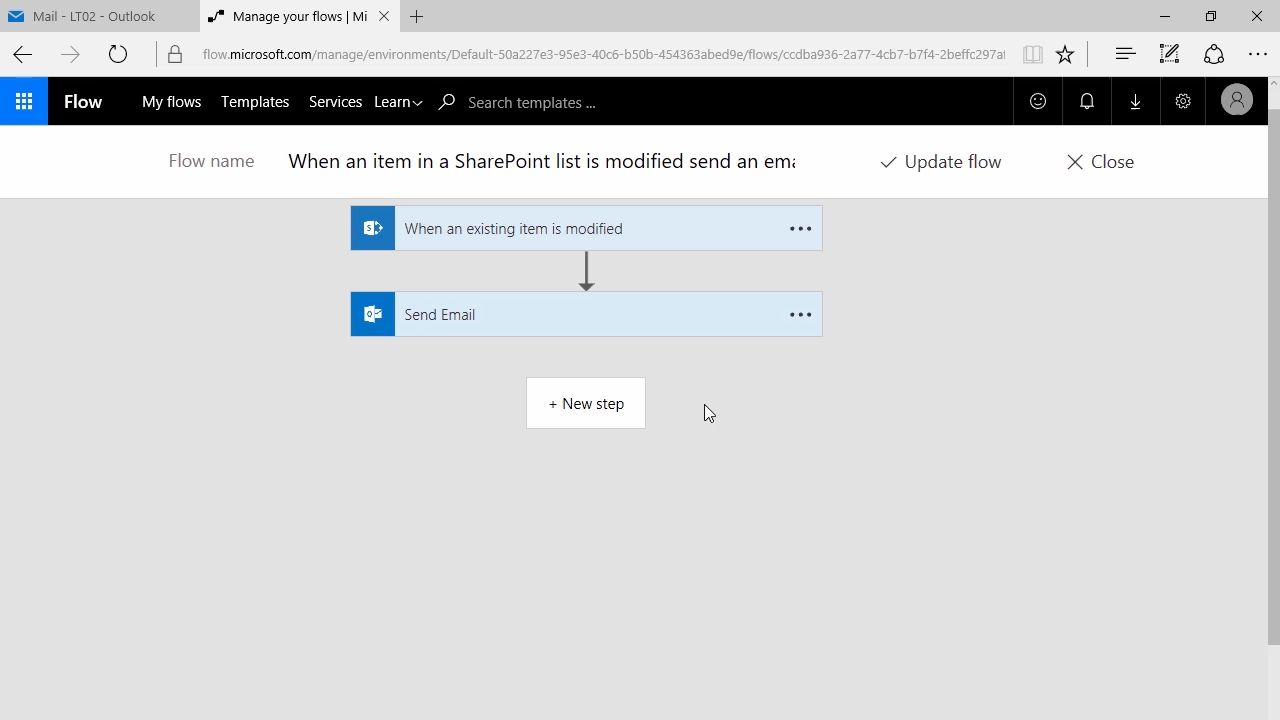 Mail - LT02 - Outlook
Manage your flows | Mi
flow.microsoft.com/manage/environments/Default-50a227e3-95e3-40c6-b50b-454363abed9e/flows/ccdba936-2a77-4cb7-b7f4-2beffc297a
Flow
My flows
Templates
Services
Learn
Search templates ...
Flow name
When an item in a SharePoint list is modified send an ema
Update flow
Close
When an existing item is modified
Send Email
+ New step